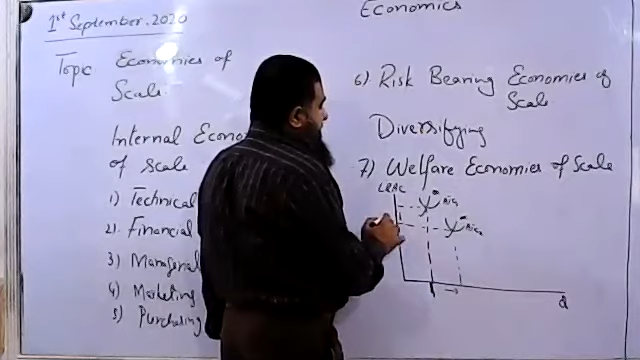 1st September. 2020
Economics
Topic Economies of
Scale
Internal Econo
of Scale
1) Technical
2) Financial
3) Managerial
4) Marketing
5) Purchasing
6) Risk Bearing Economies of
Scale
Diversifying
7) Welfare Economies of Scale
LRAC
Q